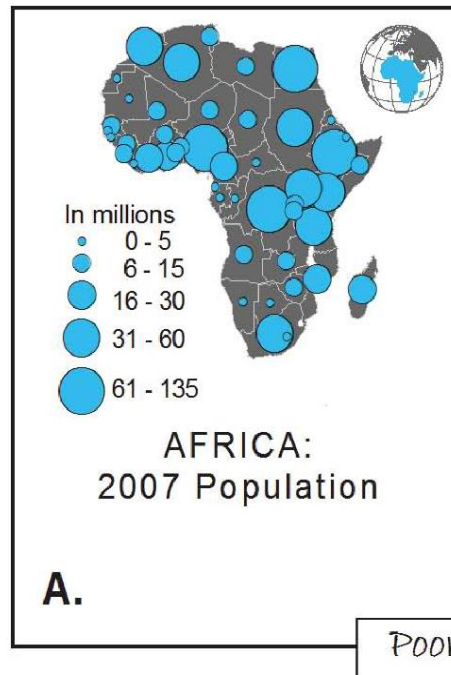 In millions
0 - 5
6 - 15
16 - 30
31 - 60
61 - 135
AFRICA:
2007 Population
A.